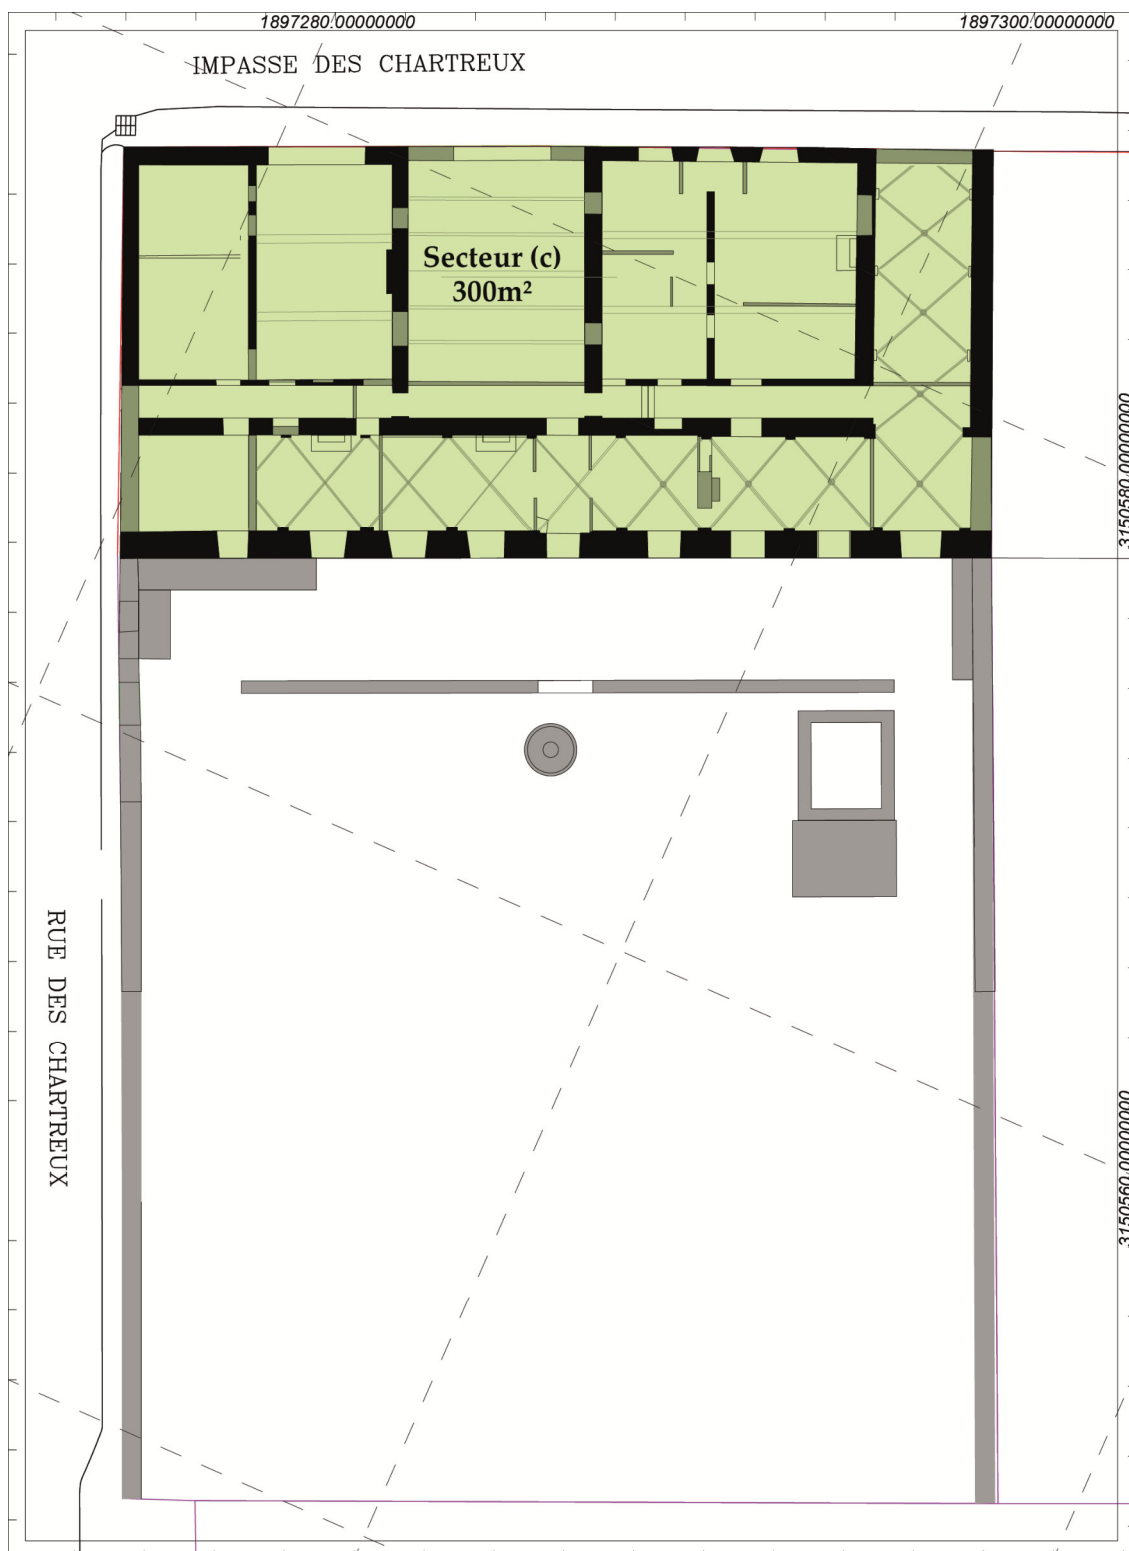 1897280.00000000
1897300.00000000
IMPASSE DES CHARTREUX
Secteur (c)
300m²
3150580.00000000
RUE DES CHARTREUX
3150560.00000000